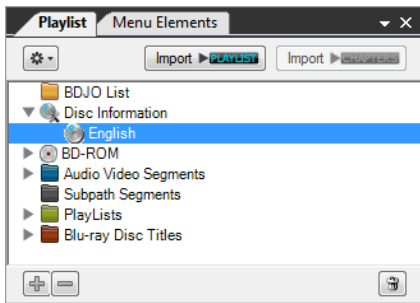 Playlist Menu Elements
Import PLAYLIST Import CHAPTERS
BDJO List
Disc Information
English
BD-ROM
Audio Video Segments
Subpath Segments
PlayLists
Blu-ray Disc Titles